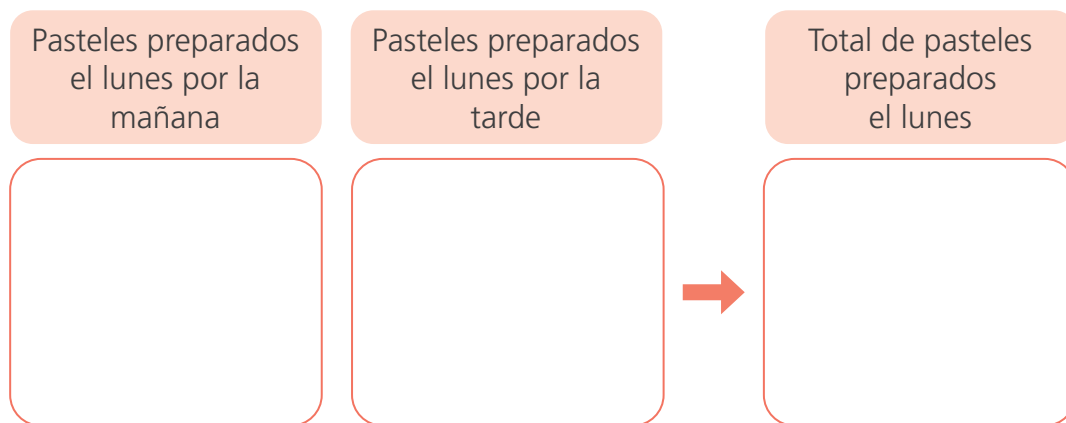 Pasteles preparados
el lunes por la
mañana
Pasteles preparados
el lunes por la
tarde
Total de pasteles
preparados
el lunes